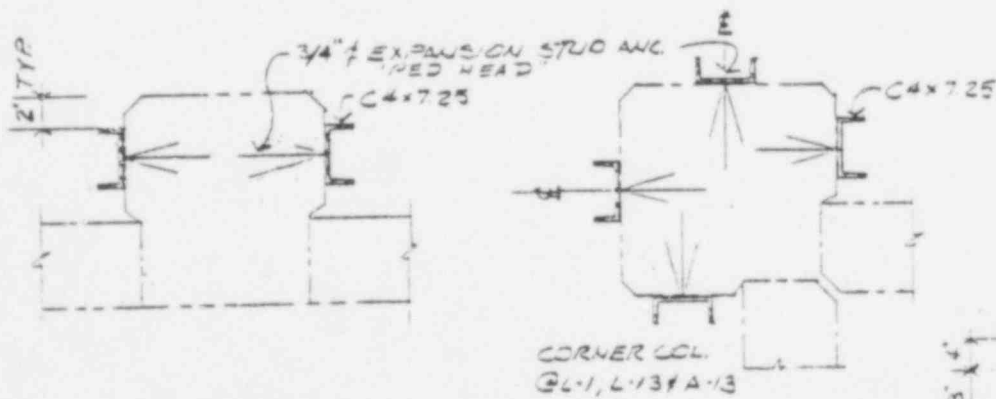 3/4" ϕ EXPANSION STUD ANC.
"RED HEAD"
2" TYP.
C4×7.25
℄
C4×7.25
℄
CORNER COL.
@L-1, L-13 & A-13